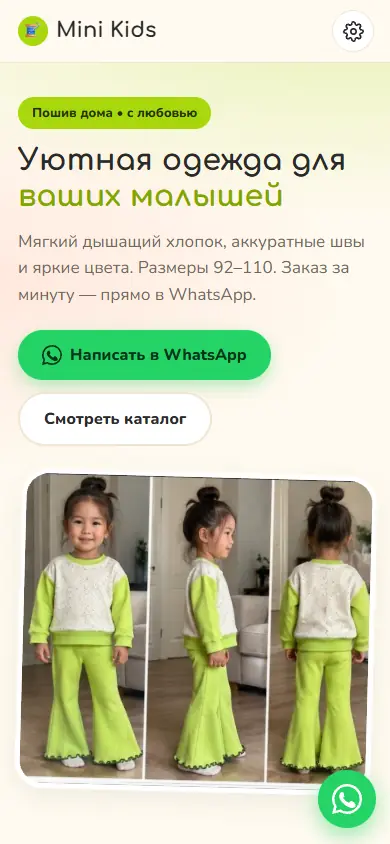 Mini Kids
Пошив дома • с любовью
Уютная одежда для
ваших малышей
Мягкий дышащий хлопок, аккуратные швы
и яркие цвета. Размеры 92–110. Заказ за
минуту — прямо в WhatsApp.
Написать в WhatsApp
Смотреть каталог